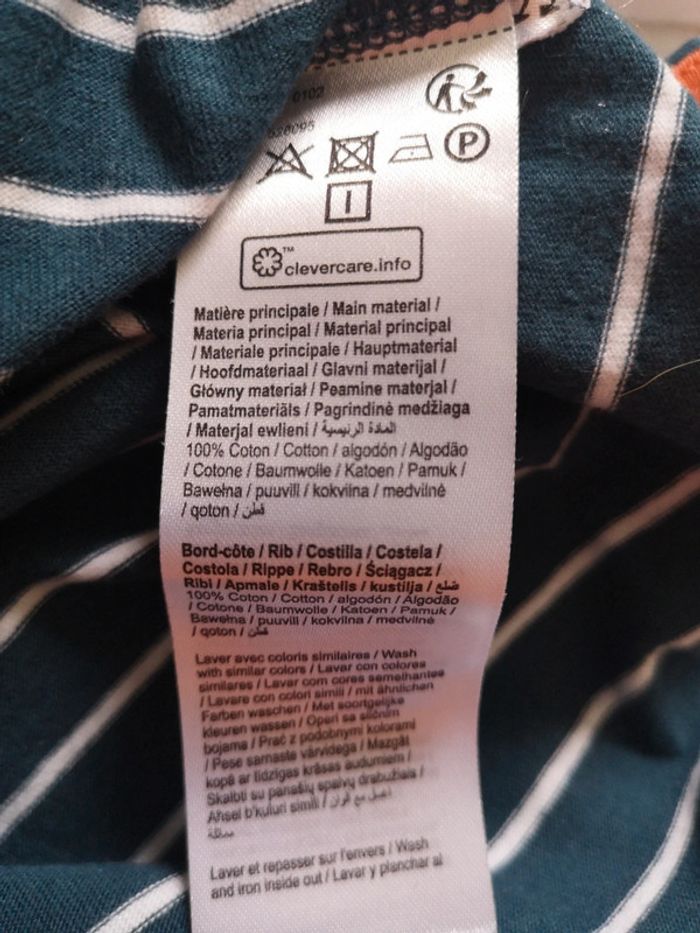 0102
520095
P
™
clevercare.info
Matière principale / Main material /
Materia principal / Material principal
/ Materiale principale / Hauptmaterial
/ Hoofdmateriaal / Glavni materijal /
Główny materiał / Peamine materjal /
Pamatmateriāls / Pagrindinė medžiaga
/ Materjal ewlieni / المادة الرئيسية
100% Coton / Cotton / algodón / Algodão
/ Cotone / Baumwolle / Katoen / Pamuk /
Bawełna / puuvill / kokvilna / medvilnė
/ qoton / قطن
Bord-côte / Rib / Costilla / Costela /
Costola / Rippe / Rebro / Ściągacz /
Ribi / Apmale / Kraštelis / kustilja / ضلع
100% Coton / Cotton / algodón / Algodão
/ Cotone / Baumwolle / Katoen / Pamuk /
Bawełna / puuvill / kokvilna / medvilnė
/ qoton / قطن
Laver avec coloris similaires / Wash
with similar colors / Lavar con colores
similares / Lavar com cores semelhantes
/ Lavare con colori simili / mit ähnlichen
Farben waschen / Met soortgelijke
kleuren wassen / Operi sa sličnim
bojama / Prać z podobnymi kolorami
/ Pese samaste värvidega / Mazgāt
kopā ar līdzīgas krāsas audumiem /
Skalbti su panašių spalvų drabužiais /
Aħsel b'kuluri simili /
Laver et repasser sur l'envers / Wash
and iron inside out / Lavar y planchar al